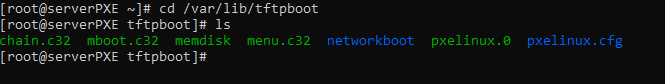 [root@serverPXE ~]# cd /var/lib/tftpboot
[root@serverPXE tftpboot]# ls
chain.c32  mboot.c32  memdisk  menu.c32  networkboot  pxelinux.0  pxelinux.cfg
[root@serverPXE tftpboot]#